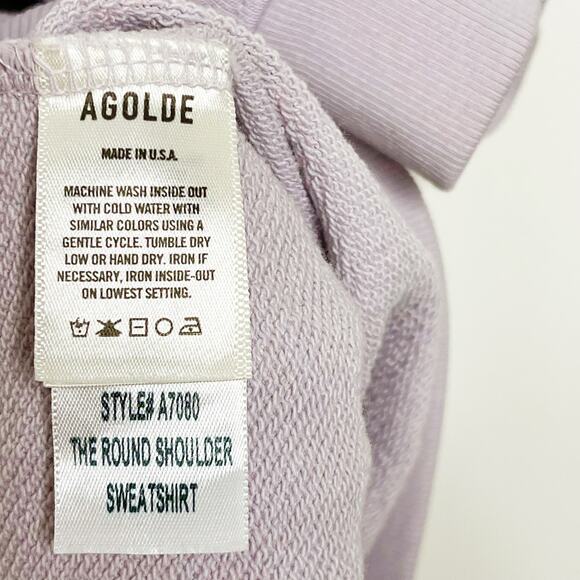 AGOLDE
MADE IN U.S.A.
MACHINE WASH INSIDE OUT
WITH COLD WATER WITH
SIMILAR COLORS USING A
GENTLE CYCLE. TUMBLE DRY
LOW OR HAND DRY. IRON IF
NECESSARY, IRON INSIDE-OUT
ON LOWEST SETTING.
STYLE# A7080
THE ROUND SHOULDER
SWEATSHIRT